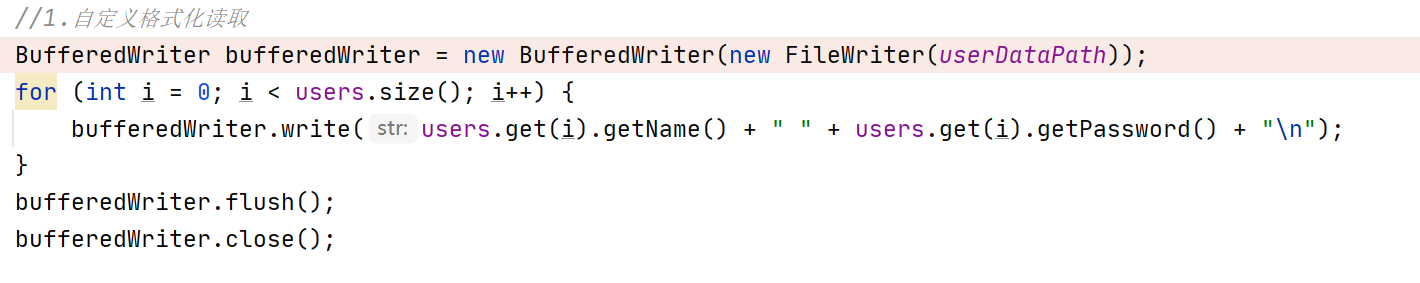 //1.自定义格式化读取
BufferedWriter bufferedWriter = new BufferedWriter(new FileWriter(userDataPath));
for (int i = 0; i < users.size(); i++) {
    bufferedWriter.write( str: users.get(i).getName() + " " + users.get(i).getPassword() + "\n");
}
bufferedWriter.flush();
bufferedWriter.close();